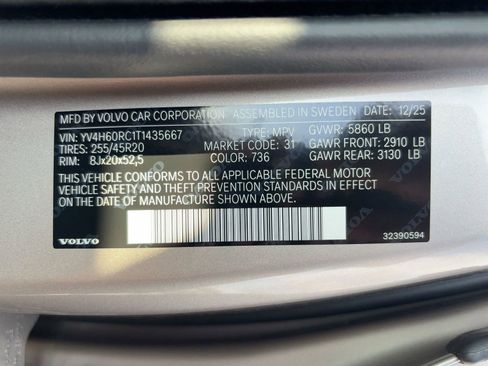 MFD BY VOLVO CAR CORPORATION ASSEMBLED IN SWEDEN DATE: 12/25
VIN: YV4H60RC1T1435667 TYPE: MPV GVWR: 5860 LB
TIRES: 255/45R20 MARKET CODE: 31 GAWR FRONT: 2910 LB
RIM: 8Jx20x52,5 COLOR: 736 GAWR REAR: 3130 LB
THIS VEHICLE CONFORMS TO ALL APPLICABLE FEDERAL MOTOR
VEHICLE SAFETY AND THEFT PREVENTION STANDARDS IN EFFECT ON THE
DATE OF MANUFACTURE SHOWN ABOVE.
VOLVO 32390594